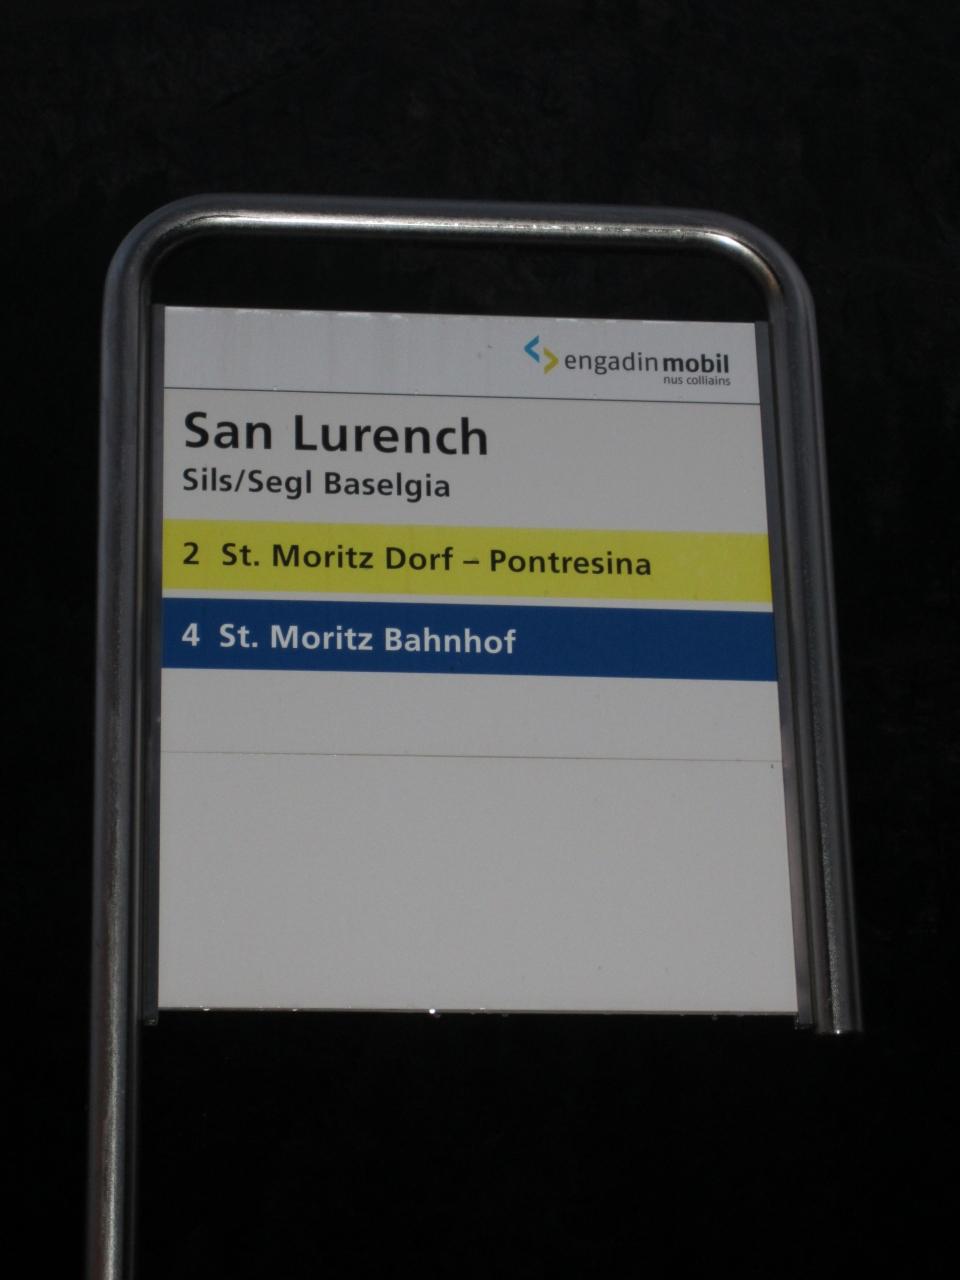 engadin mobil
nus colliains
San Lurench
Sils/Segl Baselgia
2 St. Moritz Dorf – Pontresina
4 St. Moritz Bahnhof